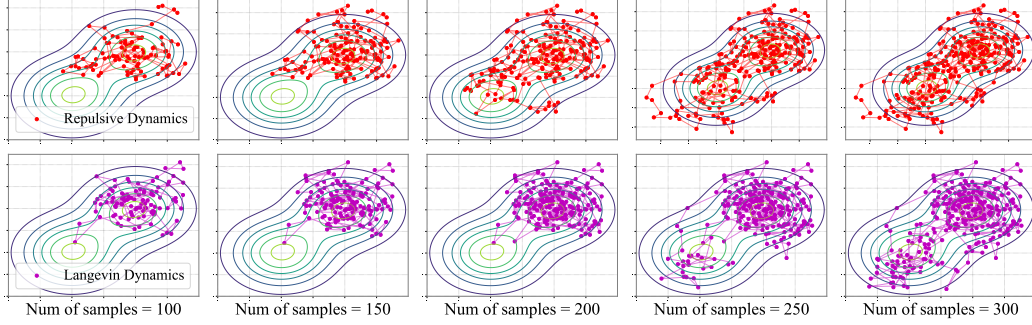 Repulsive Dynamics
Langevin Dynamics
Num of samples = 100
Num of samples = 150
Num of samples = 200
Num of samples = 250
Num of samples = 300